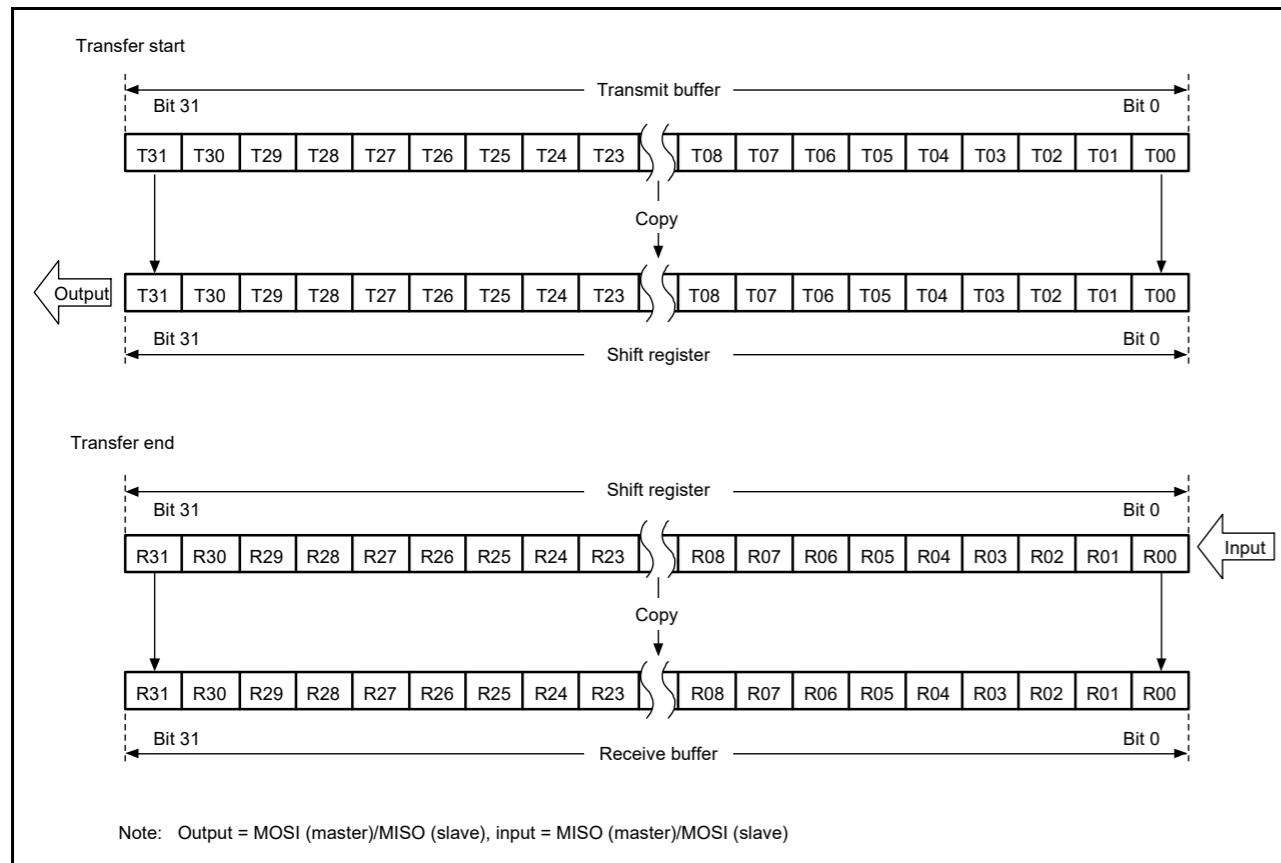 Transfer start
Transmit buffer
Bit 31 Bit 0
T31 T30 T29 T28 T27 T26 T25 T24 T23 T08 T07 T06 T05 T04 T03 T02 T01 T00
Copy
Output T31 T30 T29 T28 T27 T26 T25 T24 T23 T08 T07 T06 T05 T04 T03 T02 T01 T00
Bit 31 Bit 0
Shift register
Transfer end
Shift register
Bit 31 Bit 0
R31 R30 R29 R28 R27 R26 R25 R24 R23 R08 R07 R06 R05 R04 R03 R02 R01 R00 Input
Copy
R31 R30 R29 R28 R27 R26 R25 R24 R23 R08 R07 R06 R05 R04 R03 R02 R01 R00
Bit 31 Bit 0
Receive buffer
Note: Output = MOSI (master)/MISO (slave), input = MISO (master)/MOSI (slave)